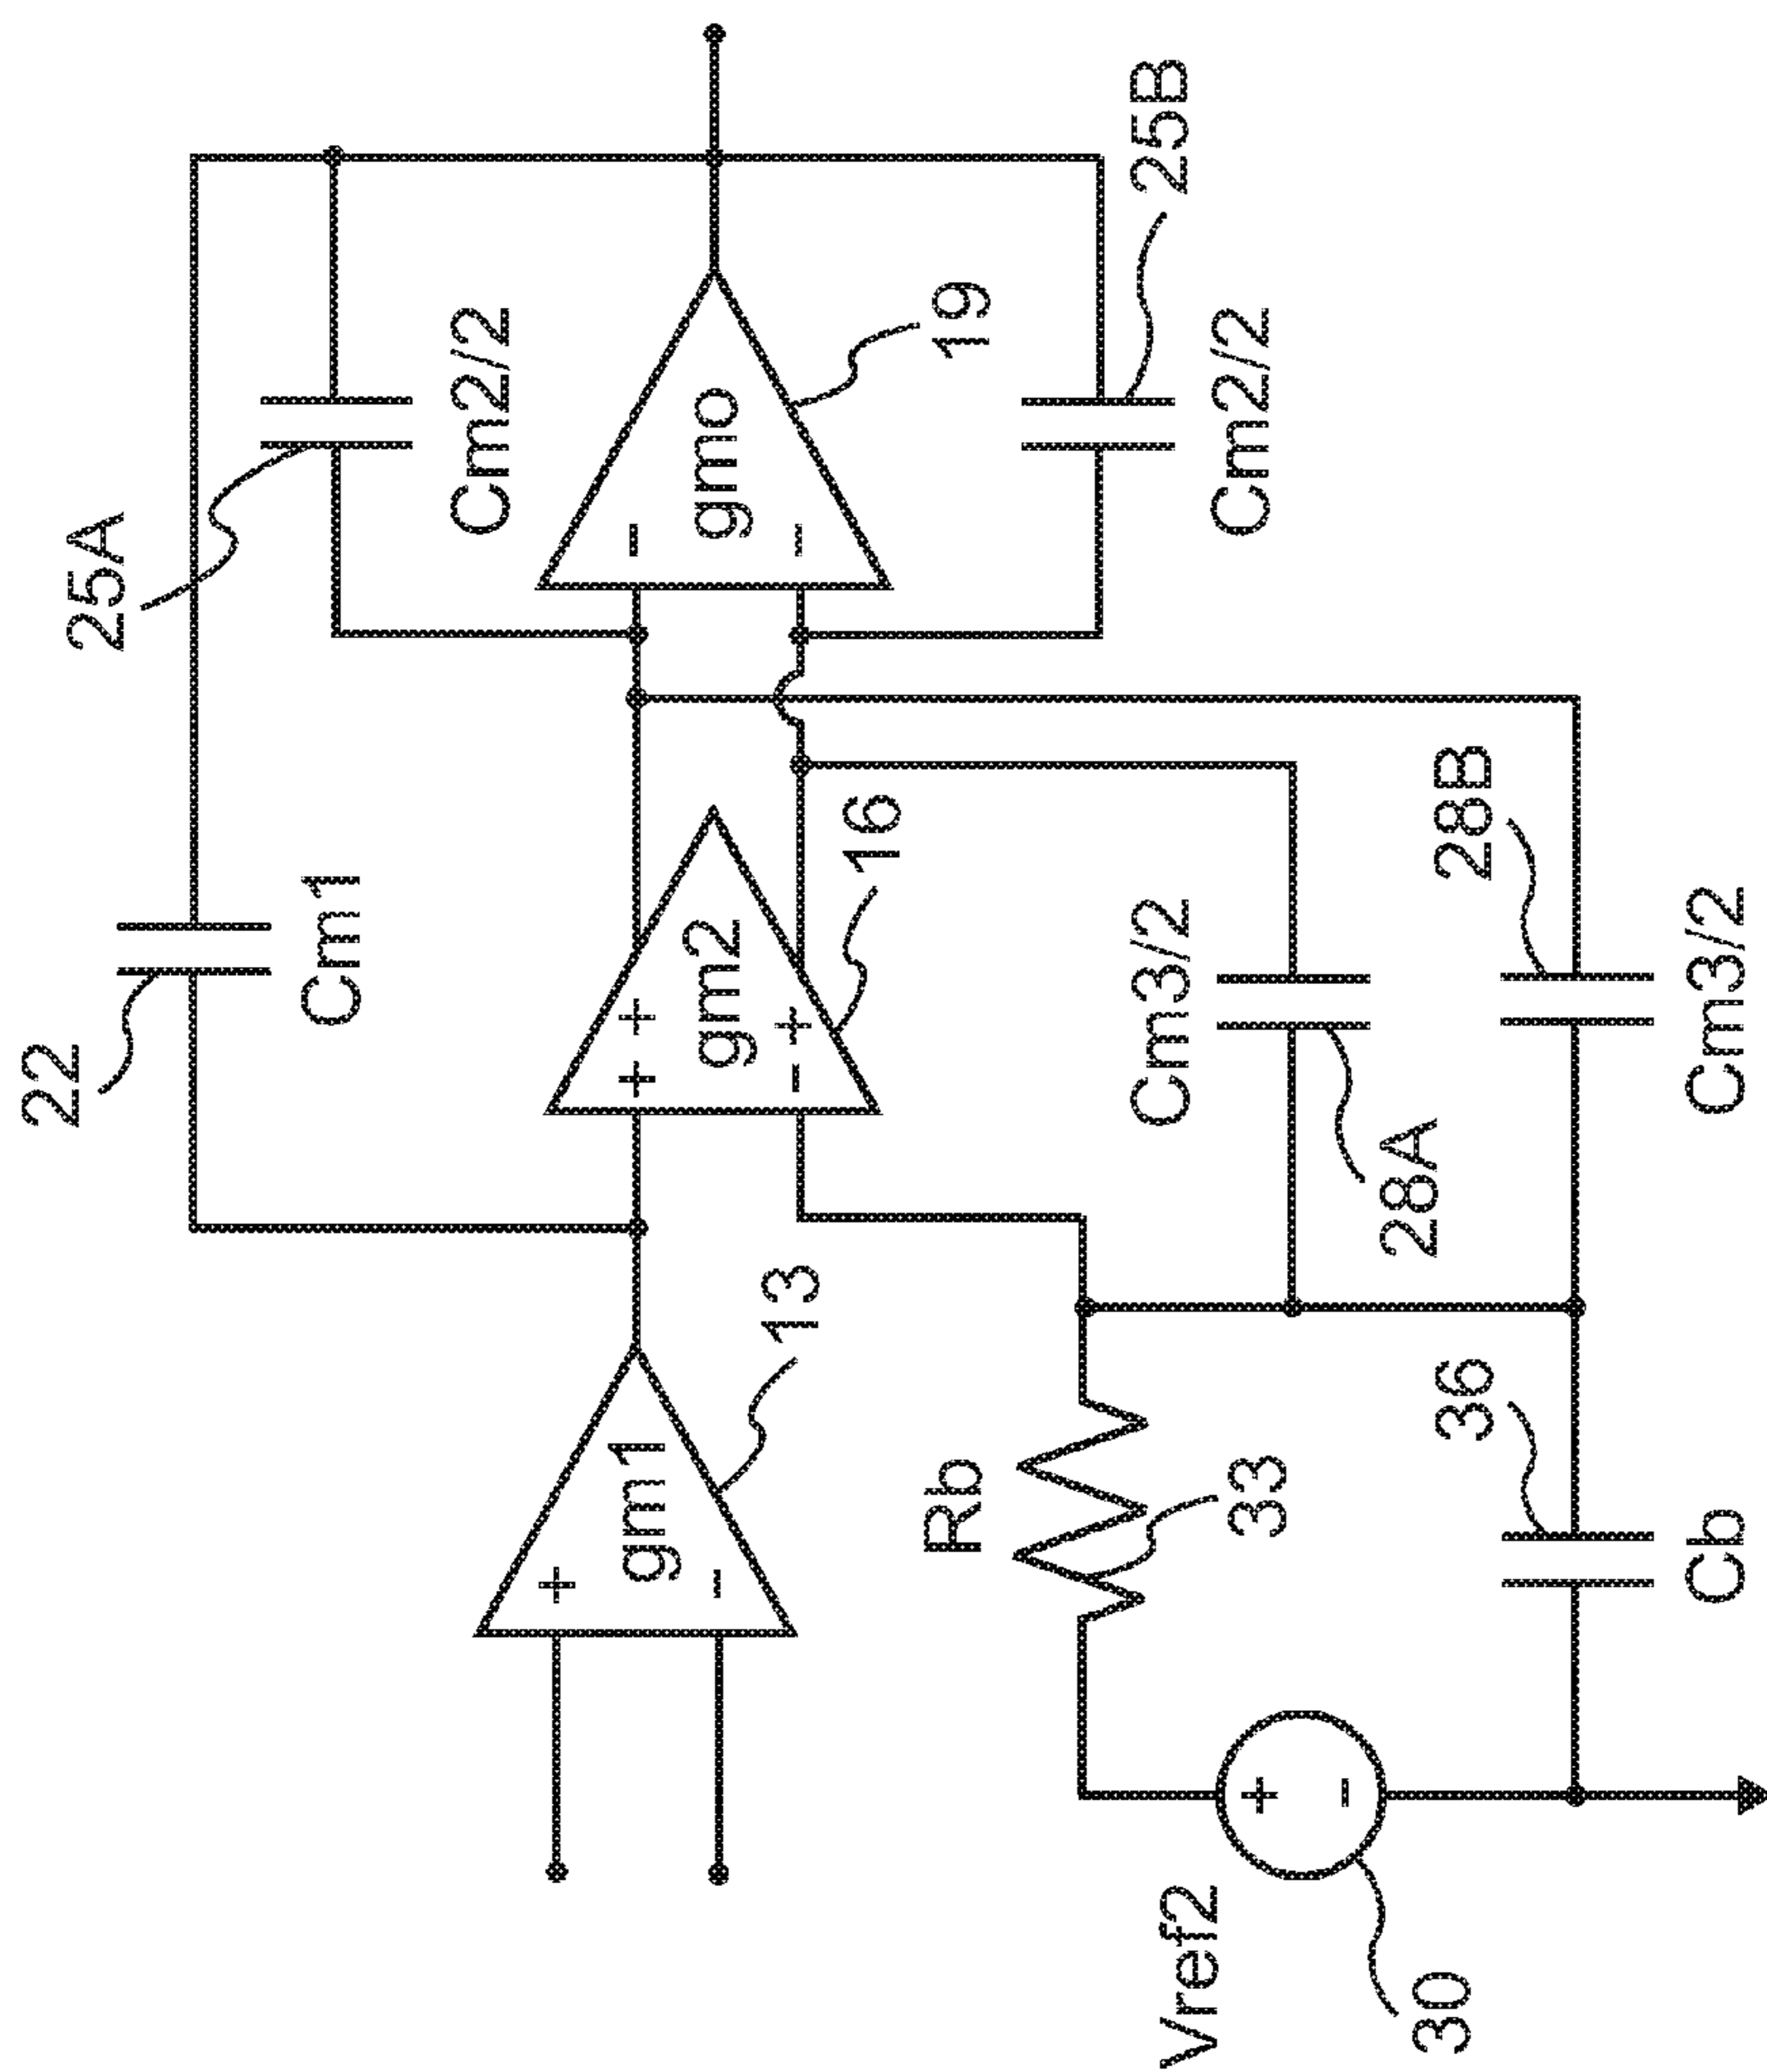 22
Cm1
25A
Cm2/2
+
-
gm1
13
+ +
- +
gm2
16
-
-
gmo
19
Cm2/2
25B
Rb
33
Cm3/2
28A
28B
Cm3/2
Vref2
+
-
30
36
Cb